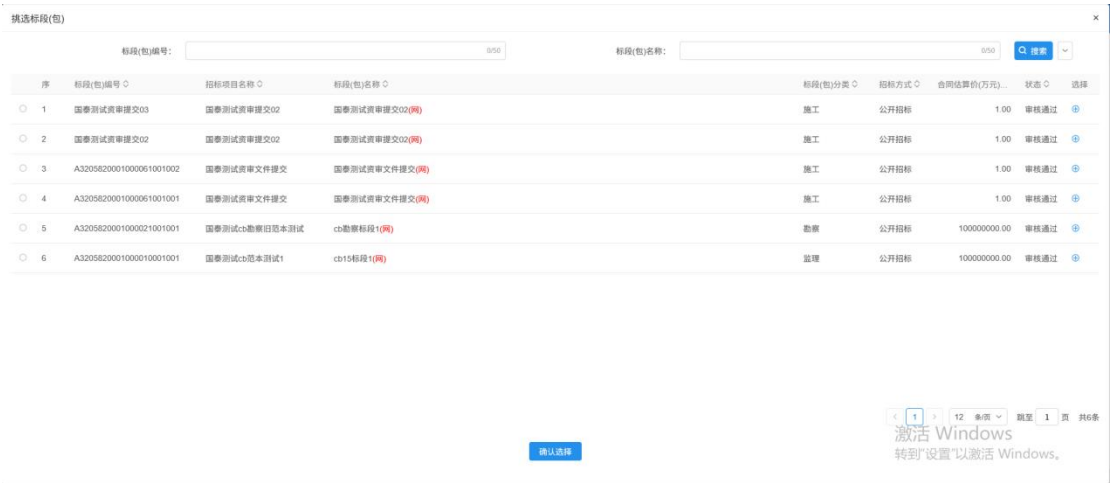 挑选标段(包) ×
标段(包)编号: 0/50 标段(包)名称: 0/50 搜索
序 标段(包)编号 招标项目名称 标段(包)名称 标段(包)分类 招标方式 合同估算价(万元)... 状态 选择
1 国泰测试资审提交03 国泰测试资审提交02 国泰测试资审提交02(网) 施工 公开招标 1.00 审核通过
2 国泰测试资审提交02 国泰测试资审提交02 国泰测试资审提交02(网) 施工 公开招标 1.00 审核通过
3 A3205820001000061001002 国泰测试资审文件提交 国泰测试资审文件提交(网) 施工 公开招标 1.00 审核通过
4 A3205820001000061001001 国泰测试资审文件提交 国泰测试资审文件提交(网) 施工 公开招标 1.00 审核通过
5 A3205820001000021001001 国泰测试cb勘察旧范本测试 cb勘察标段1(网) 勘察 公开招标 100000000.00 审核通过
6 A3205820001000010001001 国泰测试cb范本测试1 cb15标段1(网) 监理 公开招标 100000000.00 审核通过
< 1 > 12 条/页 跳至 1 页 共6条
激活 Windows
确认选择 转到"设置"以激活 Windows。